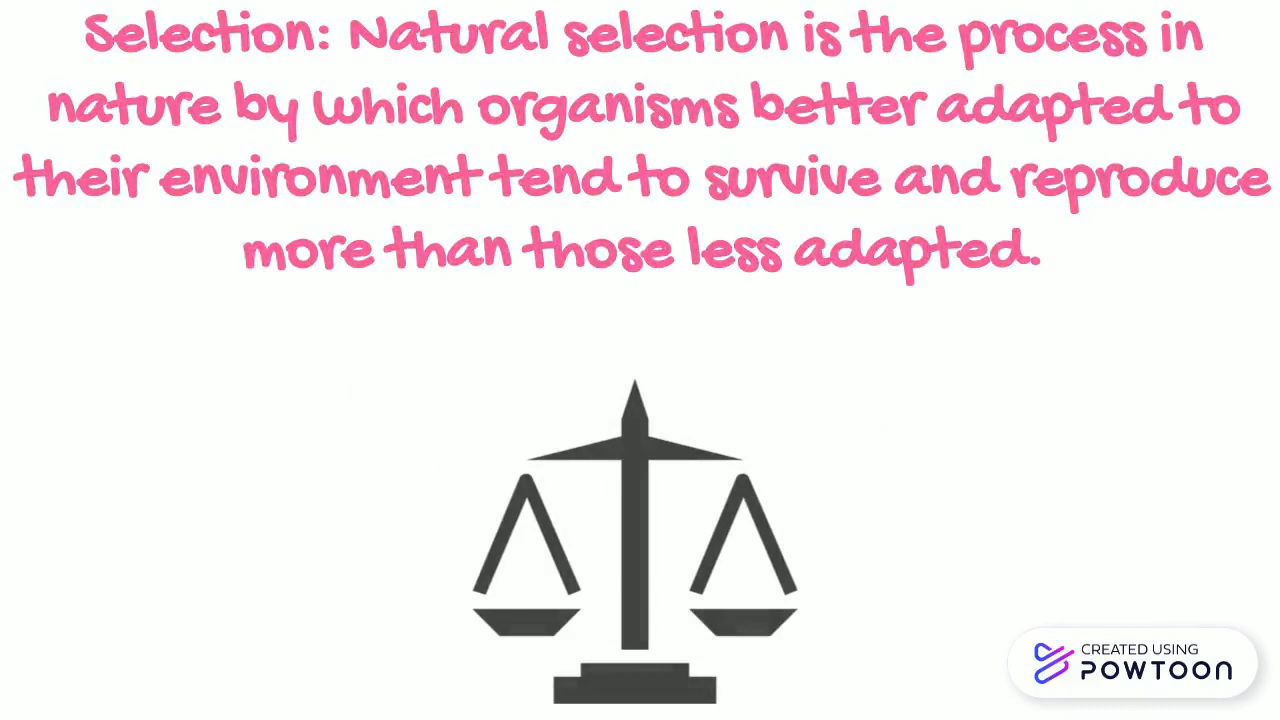 Selection: Natural selection is the process in
nature by which organisms better adapted to
their environment tend to survive and reproduce
more than those less adapted.
CREATED USING
POWTOON